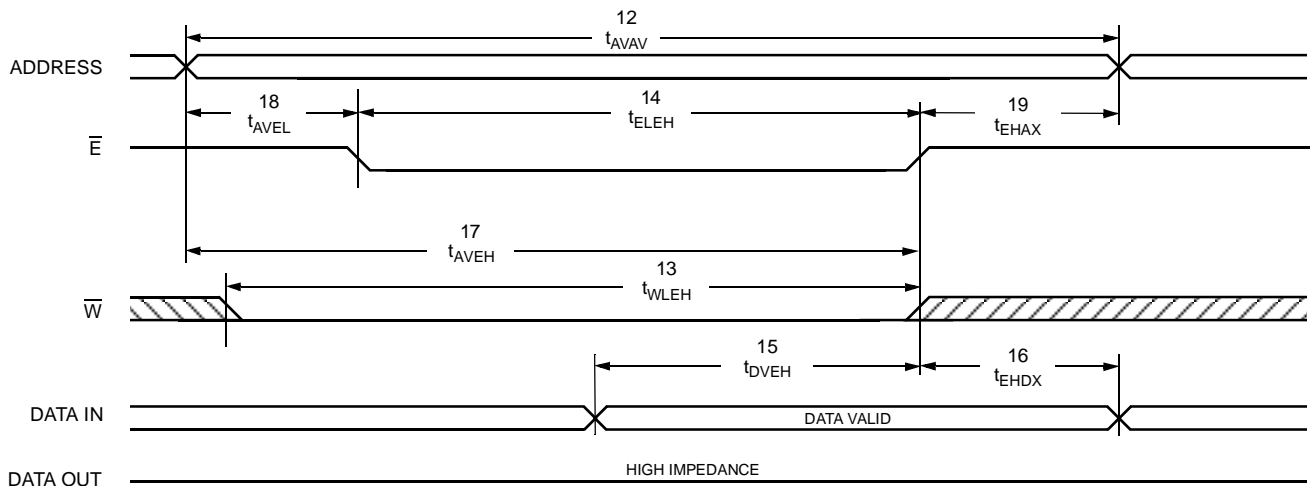 12
tAVAV
ADDRESS
18
tAVEL
14
tELEH
19
tEHAX
E̅
17
tAVEH
13
tWLEH
W̅
15
tDVEH
16
tEHDX
DATA IN
DATA VALID
DATA OUT
HIGH IMPEDANCE